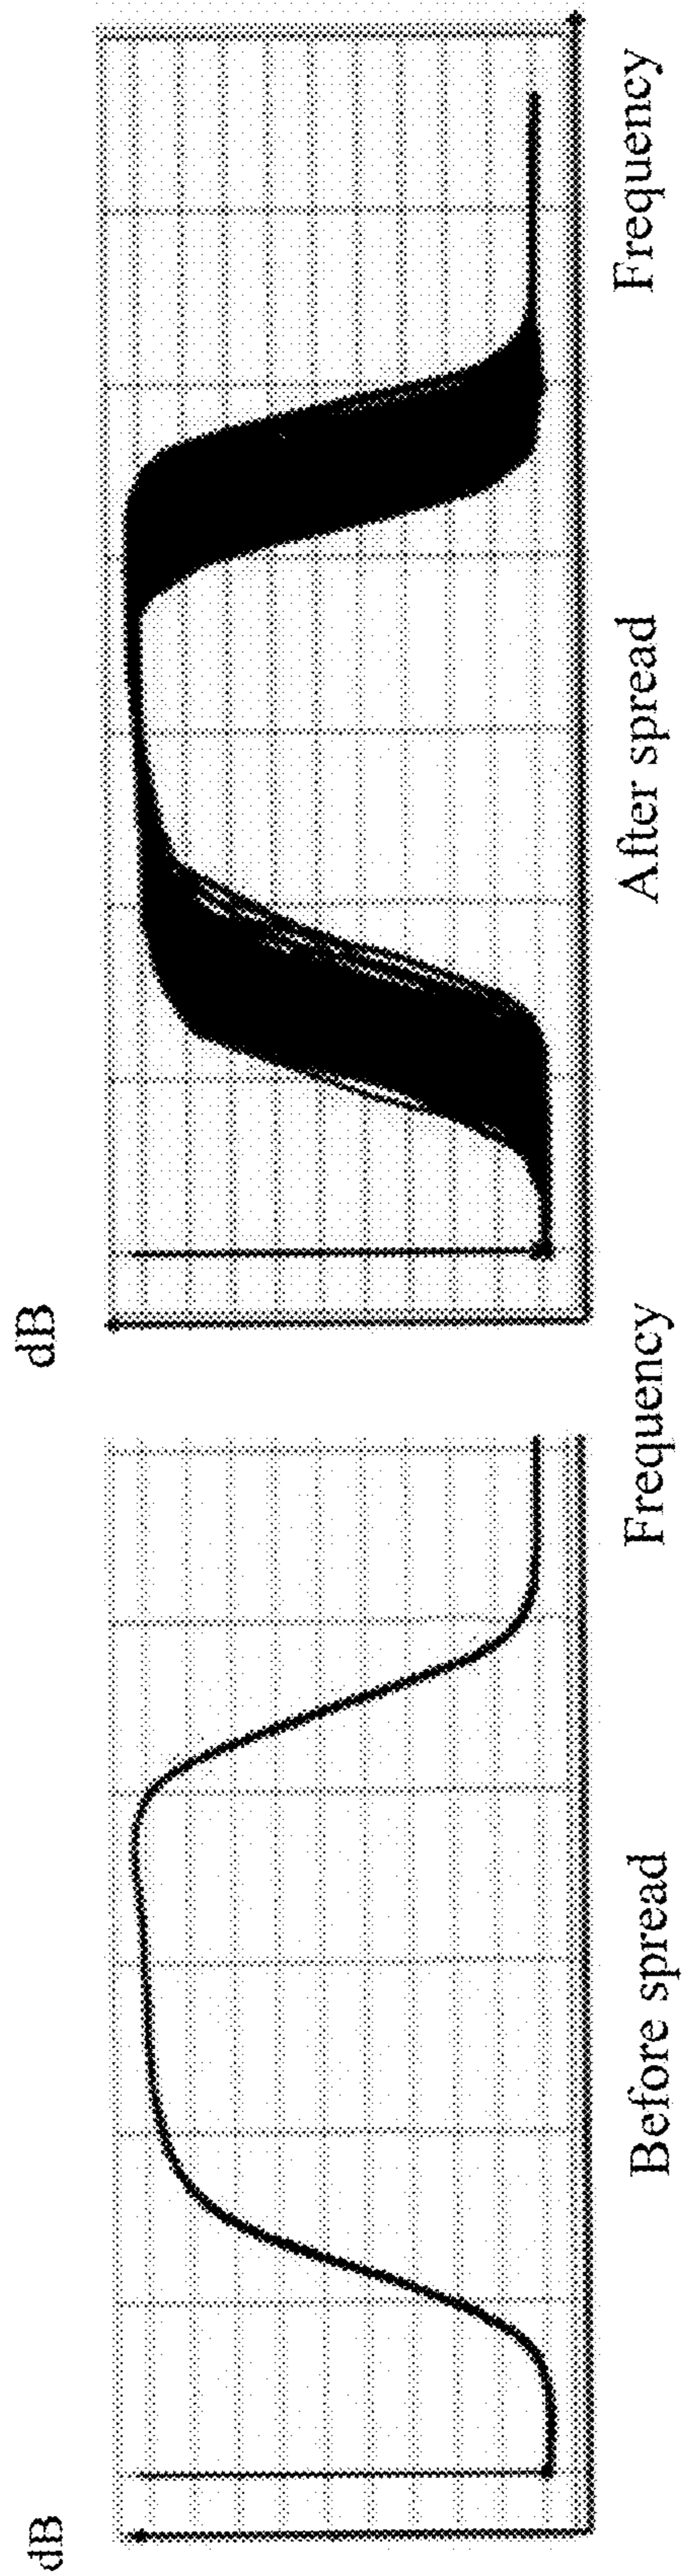 dB
Frequency
Before spread
dB
Frequency
After spread